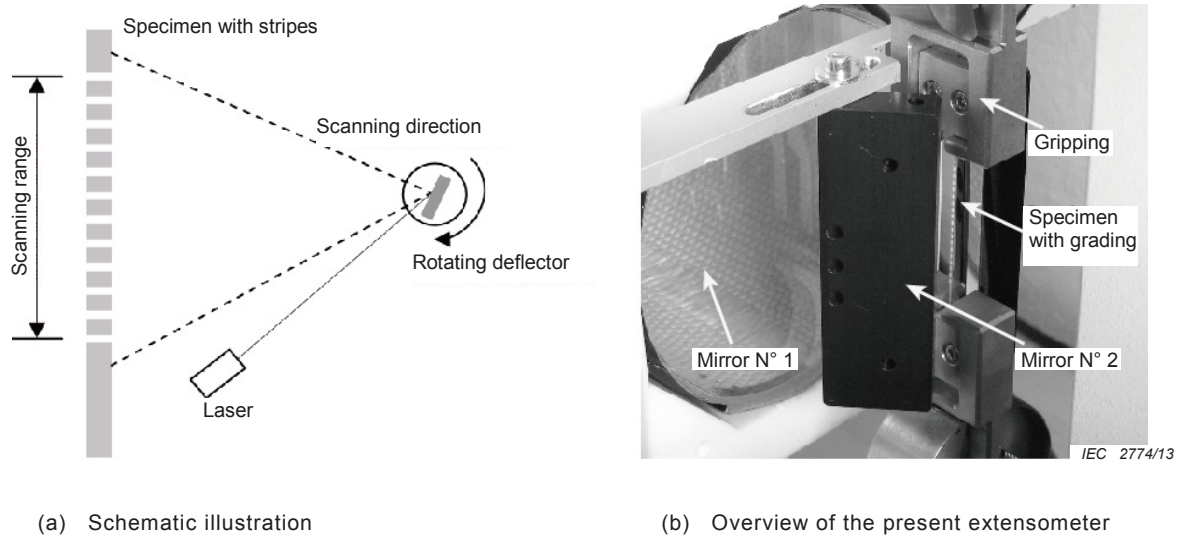 Specimen with stripes
Scanning range
Scanning direction
Rotating deflector
Laser
Gripping
Specimen
with grading
Mirror N° 1
Mirror N° 2
IEC 2774/13
(a) Schematic illustration
(b) Overview of the present extensometer